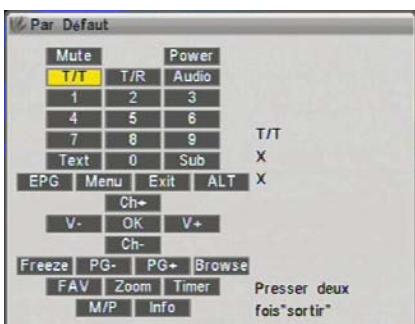 Par Défaut
Mute Power
T/T T/R Audio
1 2 3
4 5 6
7 8 9
T/T
Text 0 Sub
X
EPG Menu Exit ALT
X
Ch+
V- OK V+
Ch-
Freeze PG- PG+ Browse
FAV Zoom Timer
Presser deux
M/P Info
fois"sortir"